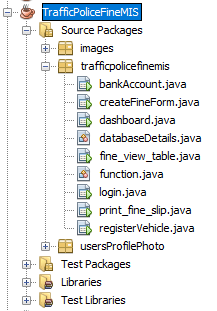 TrafficPoliceFineMIS
Source Packages
images
trafficpolicefinemis
bankAccount.java
createFineForm.java
dashboard.java
databaseDetails.java
fine_view_table.java
function.java
login.java
print_fine_slip.java
registerVehicle.java
usersProfilePhoto
Test Packages
Libraries
Test Libraries